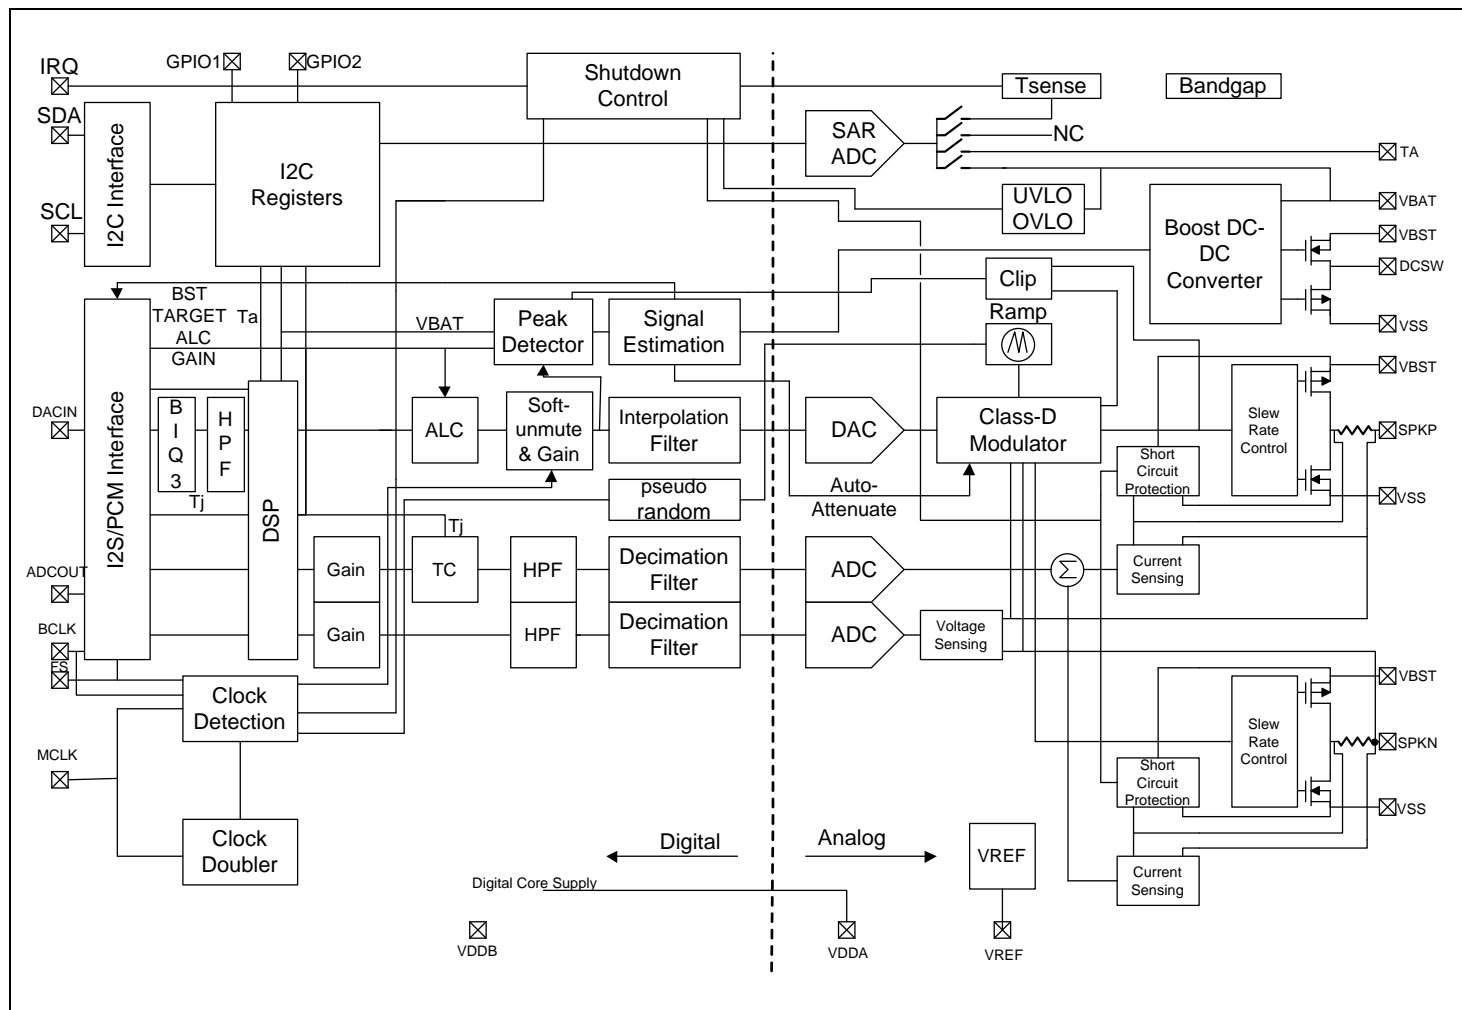 IRQ
GPIO1
GPIO2
Shutdown
Control
Tsense
Bandgap
SDA
SCL
I2C Interface
I2C
Registers
SAR
ADC
NC
TA
UVLO
OVLO
VBAT
Boost DC-
DC
Converter
VBST
DCSW
VSS
BST
TARGET
ALC
GAIN
Ta
VBAT
Peak
Detector
Signal
Estimation
Clip
Ramp
DACIN
I2S/PCM Interface
B
I
Q
3
H
P
F
Tj
DSP
ALC
Soft-
unmute
& Gain
Interpolation
Filter
DAC
Class-D
Modulator
Slew
Rate
Control
Short
Circuit
Protection
VBST
SPKP
VSS
pseudo
random
Auto-
Attenuate
ADCOUT
Gain
Tj
TC
HPF
Decimation
Filter
ADC
Σ
Current
Sensing
BCLK
FS
Gain
HPF
Decimation
Filter
ADC
Voltage
Sensing
Clock
Detection
MCLK
Clock
Doubler
Slew
Rate
Control
Short
Circuit
Protection
VBST
SPKN
VSS
Current
Sensing
Digital
Analog
VREF
Digital Core Supply
VDDB
VDDA
VREF